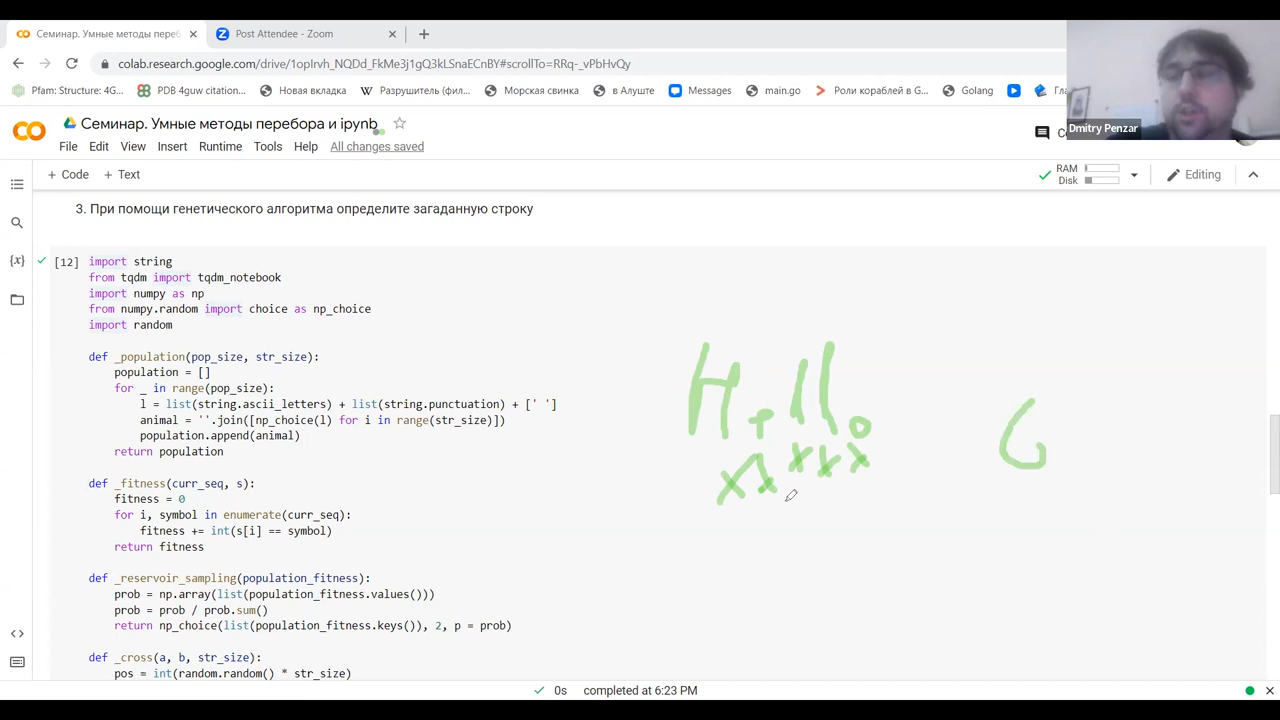 Семинар. Умные методы переб
Post Attendee - Zoom
colab.research.google.com/drive/1opIrvh_NQDd_FkMe3j1gQ3kLSnaECnBY#scrollTo=RRq-_vPbHvQy
Pfam: Structure: 4G...
PDB 4guw citation...
Новая вкладка
Разрушитель (фил...
Морская свинка
в Алуште
Messages
main.go
Роли кораблей в G...
Golang
Dmitry Penzar
Семинар. Умные методы перебора и ipynb
File Edit View Insert Runtime Tools Help All changes saved
+ Code + Text
RAM
Disk
Editing
3. При помощи генетического алгоритма определите загаданную строку
[12] import string
from tqdm import tqdm_notebook
import numpy as np
from numpy.random import choice as np_choice
import random
def _population(pop_size, str_size):
population = []
for _ in range(pop_size):
l = list(string.ascii_letters) + list(string.punctuation) + [' ']
animal = ''.join([np_choice(l) for i in range(str_size)])
population.append(animal)
return population
def _fitness(curr_seq, s):
fitness = 0
for i, symbol in enumerate(curr_seq):
fitness += int(s[i] == symbol)
return fitness
def _reservoir_sampling(population_fitness):
prob = np.array(list(population_fitness.values()))
prob = prob / prob.sum()
return np_choice(list(population_fitness.keys()), 2, p = prob)
def _cross(a, b, str_size):
pos = int(random.random() * str_size)
0s completed at 6:23 PM